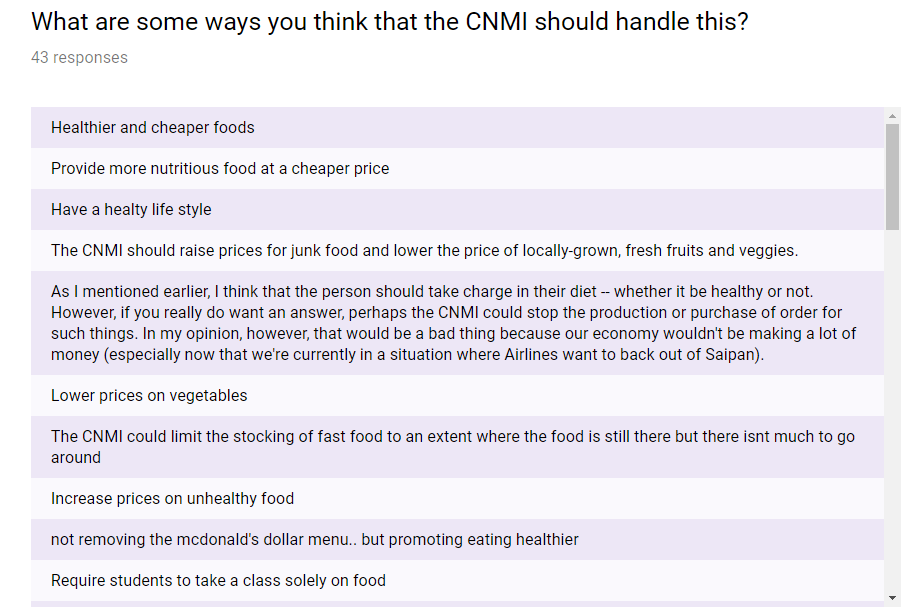 What are some ways you think that the CNMI should handle this?
43 responses
Healthier and cheaper foods
Provide more nutritious food at a cheaper price
Have a healty life style
The CNMI should raise prices for junk food and lower the price of locally-grown, fresh fruits and veggies.
As I mentioned earlier, I think that the person should take charge in their diet -- whether it be healthy or not.
However, if you really do want an answer, perhaps the CNMI could stop the production or purchase of order for
such things. In my opinion, however, that would be a bad thing because our economy wouldn't be making a lot of
money (especially now that we're currently in a situation where Airlines want to back out of Saipan).
Lower prices on vegetables
The CNMI could limit the stocking of fast food to an extent where the food is still there but there isnt much to go
around
Increase prices on unhealthy food
not removing the mcdonald's dollar menu.. but promoting eating healthier
Require students to take a class solely on food